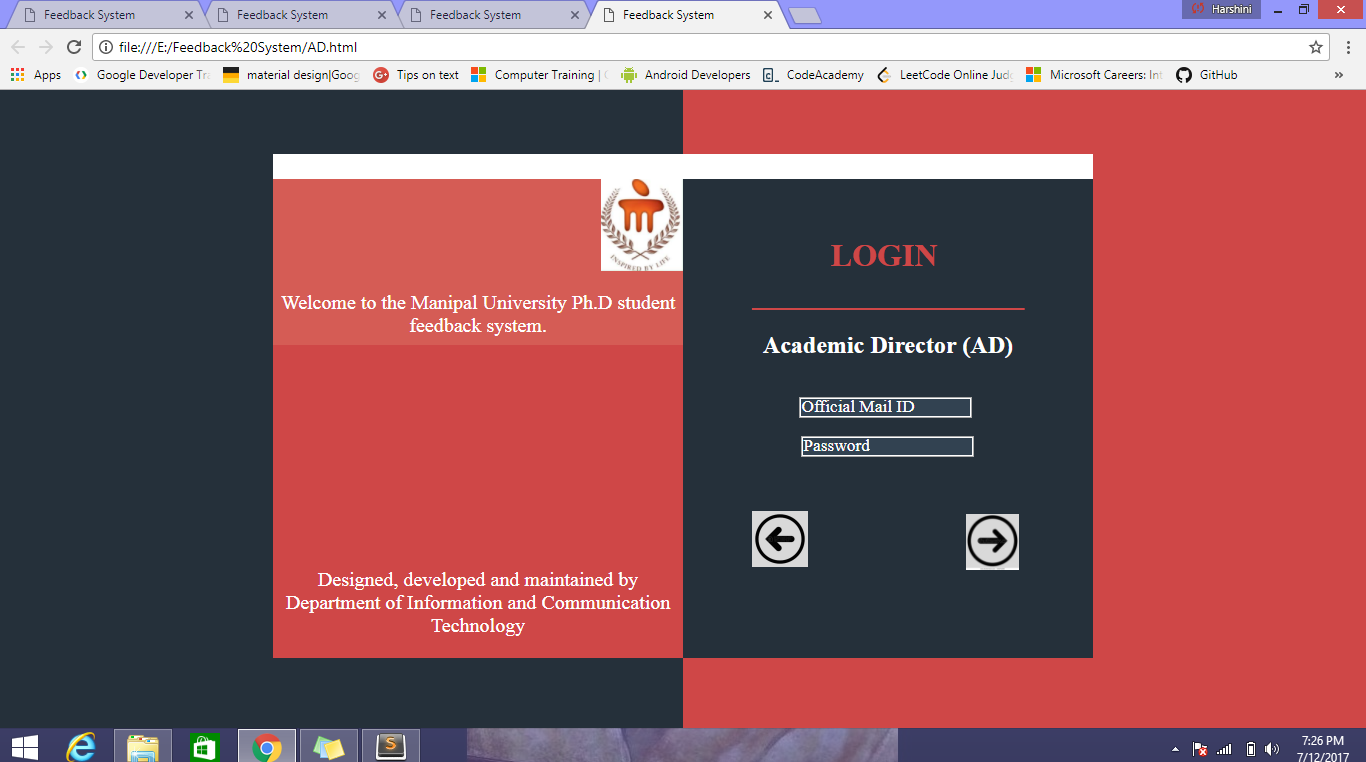 Feedback System
Feedback System
Feedback System
Feedback System
Harshini
file:///E:/Feedback%20System/AD.html
Apps
Google Developer Tra
material design|Goog
Tips on text
Computer Training |
Android Developers
CodeAcademy
LeetCode Online Judg
Microsoft Careers: Int
GitHub
»
INSPIRED BY LIFE
Welcome to the Manipal University Ph.D student
feedback system.
Designed, developed and maintained by
Department of Information and Communication
Technology
LOGIN
Academic Director (AD)
Official Mail ID
Password
7:26 PM
7/12/2017